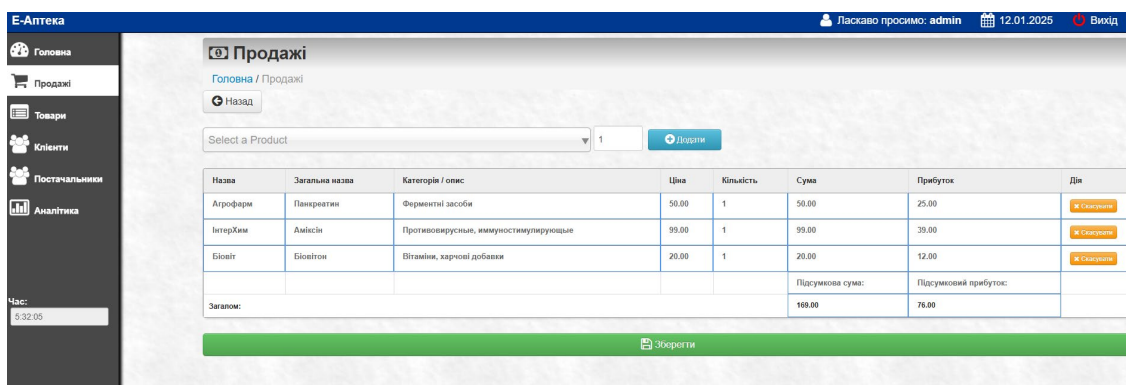 Е-Аптека
Ласкаво просимо: admin 12.01.2025 Вихід
Головна
Продажі
Товари
Клієнти
Постачальники
Аналітика
Час:
5:32:05
Продажі
Головна / Продажі
Назад
Select a Product 1 Додати
Назва Загальна назва Категорія / опис Ціна Кількість Сума Прибуток Дія
Агрофарм Панкреатин Ферментні засоби 50.00 1 50.00 25.00 Скасувати
ІнтерХим Аміксін Противовирусные, иммуностимулирующые 99.00 1 99.00 39.00 Скасувати
Біовіт Біовітон Вітаміни, харчові добавки 20.00 1 20.00 12.00 Скасувати
Підсумкова сума: Підсумковий прибуток:
Загалом: 169.00 76.00
Зберегти